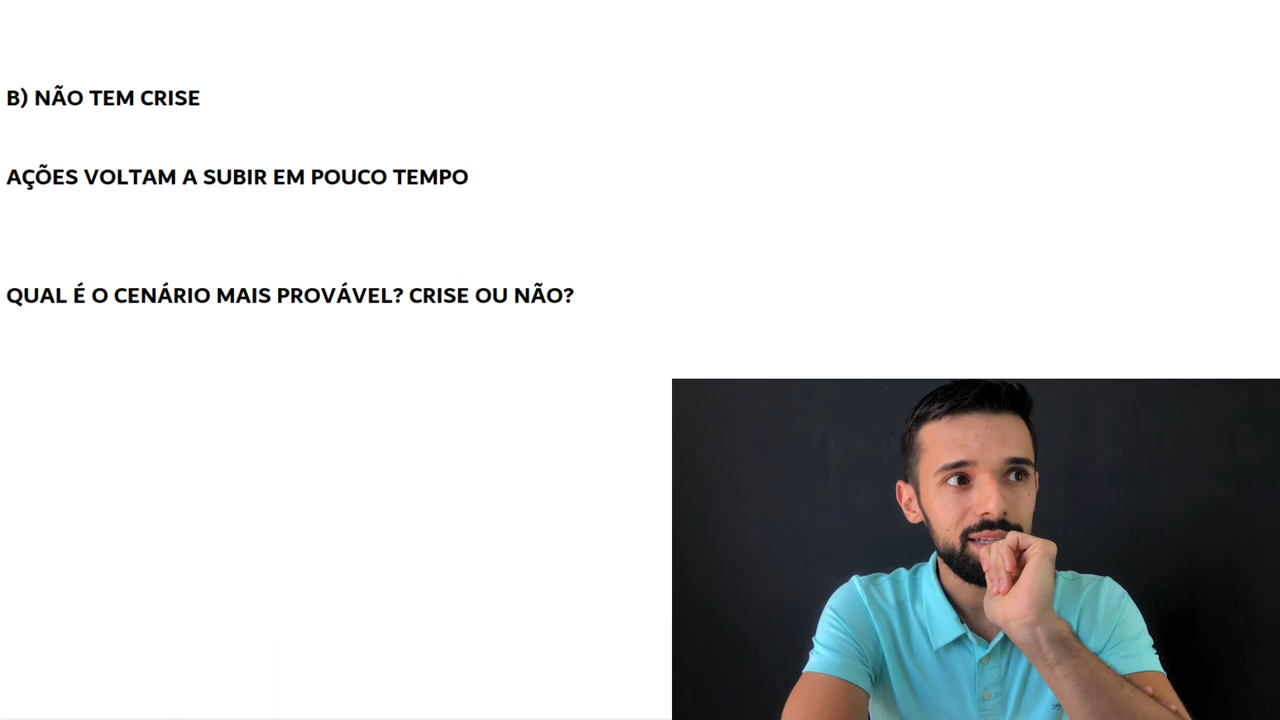 B) NÃO TEM CRISE
AÇÕES VOLTAM A SUBIR EM POUCO TEMPO
QUAL É O CENÁRIO MAIS PROVÁVEL? CRISE OU NÃO?